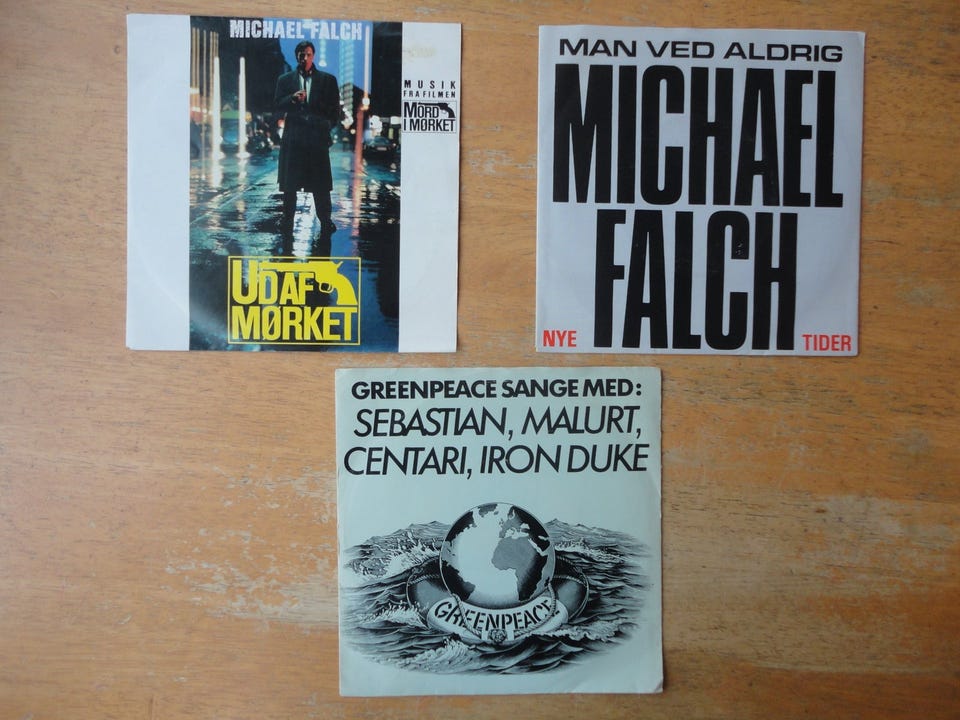 MICHAEL FALCH
MUSIK
FRA FILMEN
MORD
I MØRKET
UD AF
MØRKET
MAN VED ALDRIG
MICHAEL
FALCH
NYE
TIDER
GREENPEACE SANGE MED:
SEBASTIAN, MALURT,
CENTARI, IRON DUKE
GREENPEACE